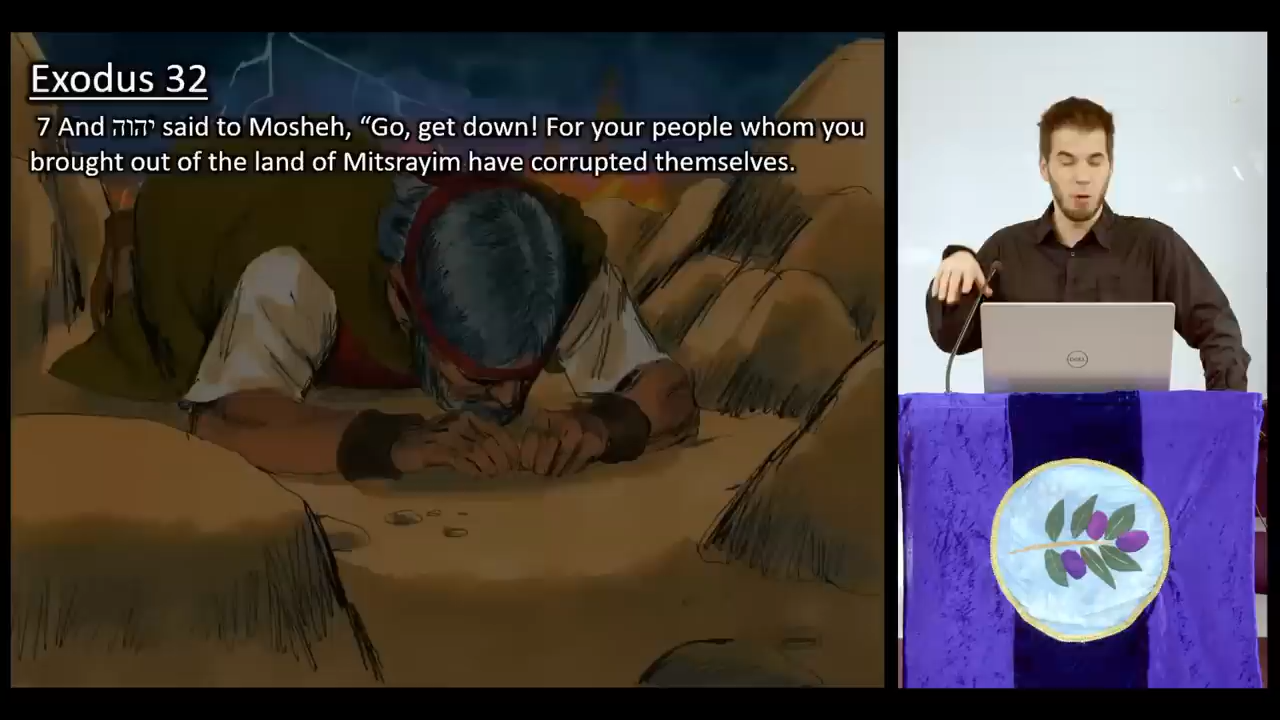 Exodus 32
7 And יהוה said to Mosheh, “Go, get down! For your people whom you
brought out of the land of Mitsrayim have corrupted themselves.
DELL